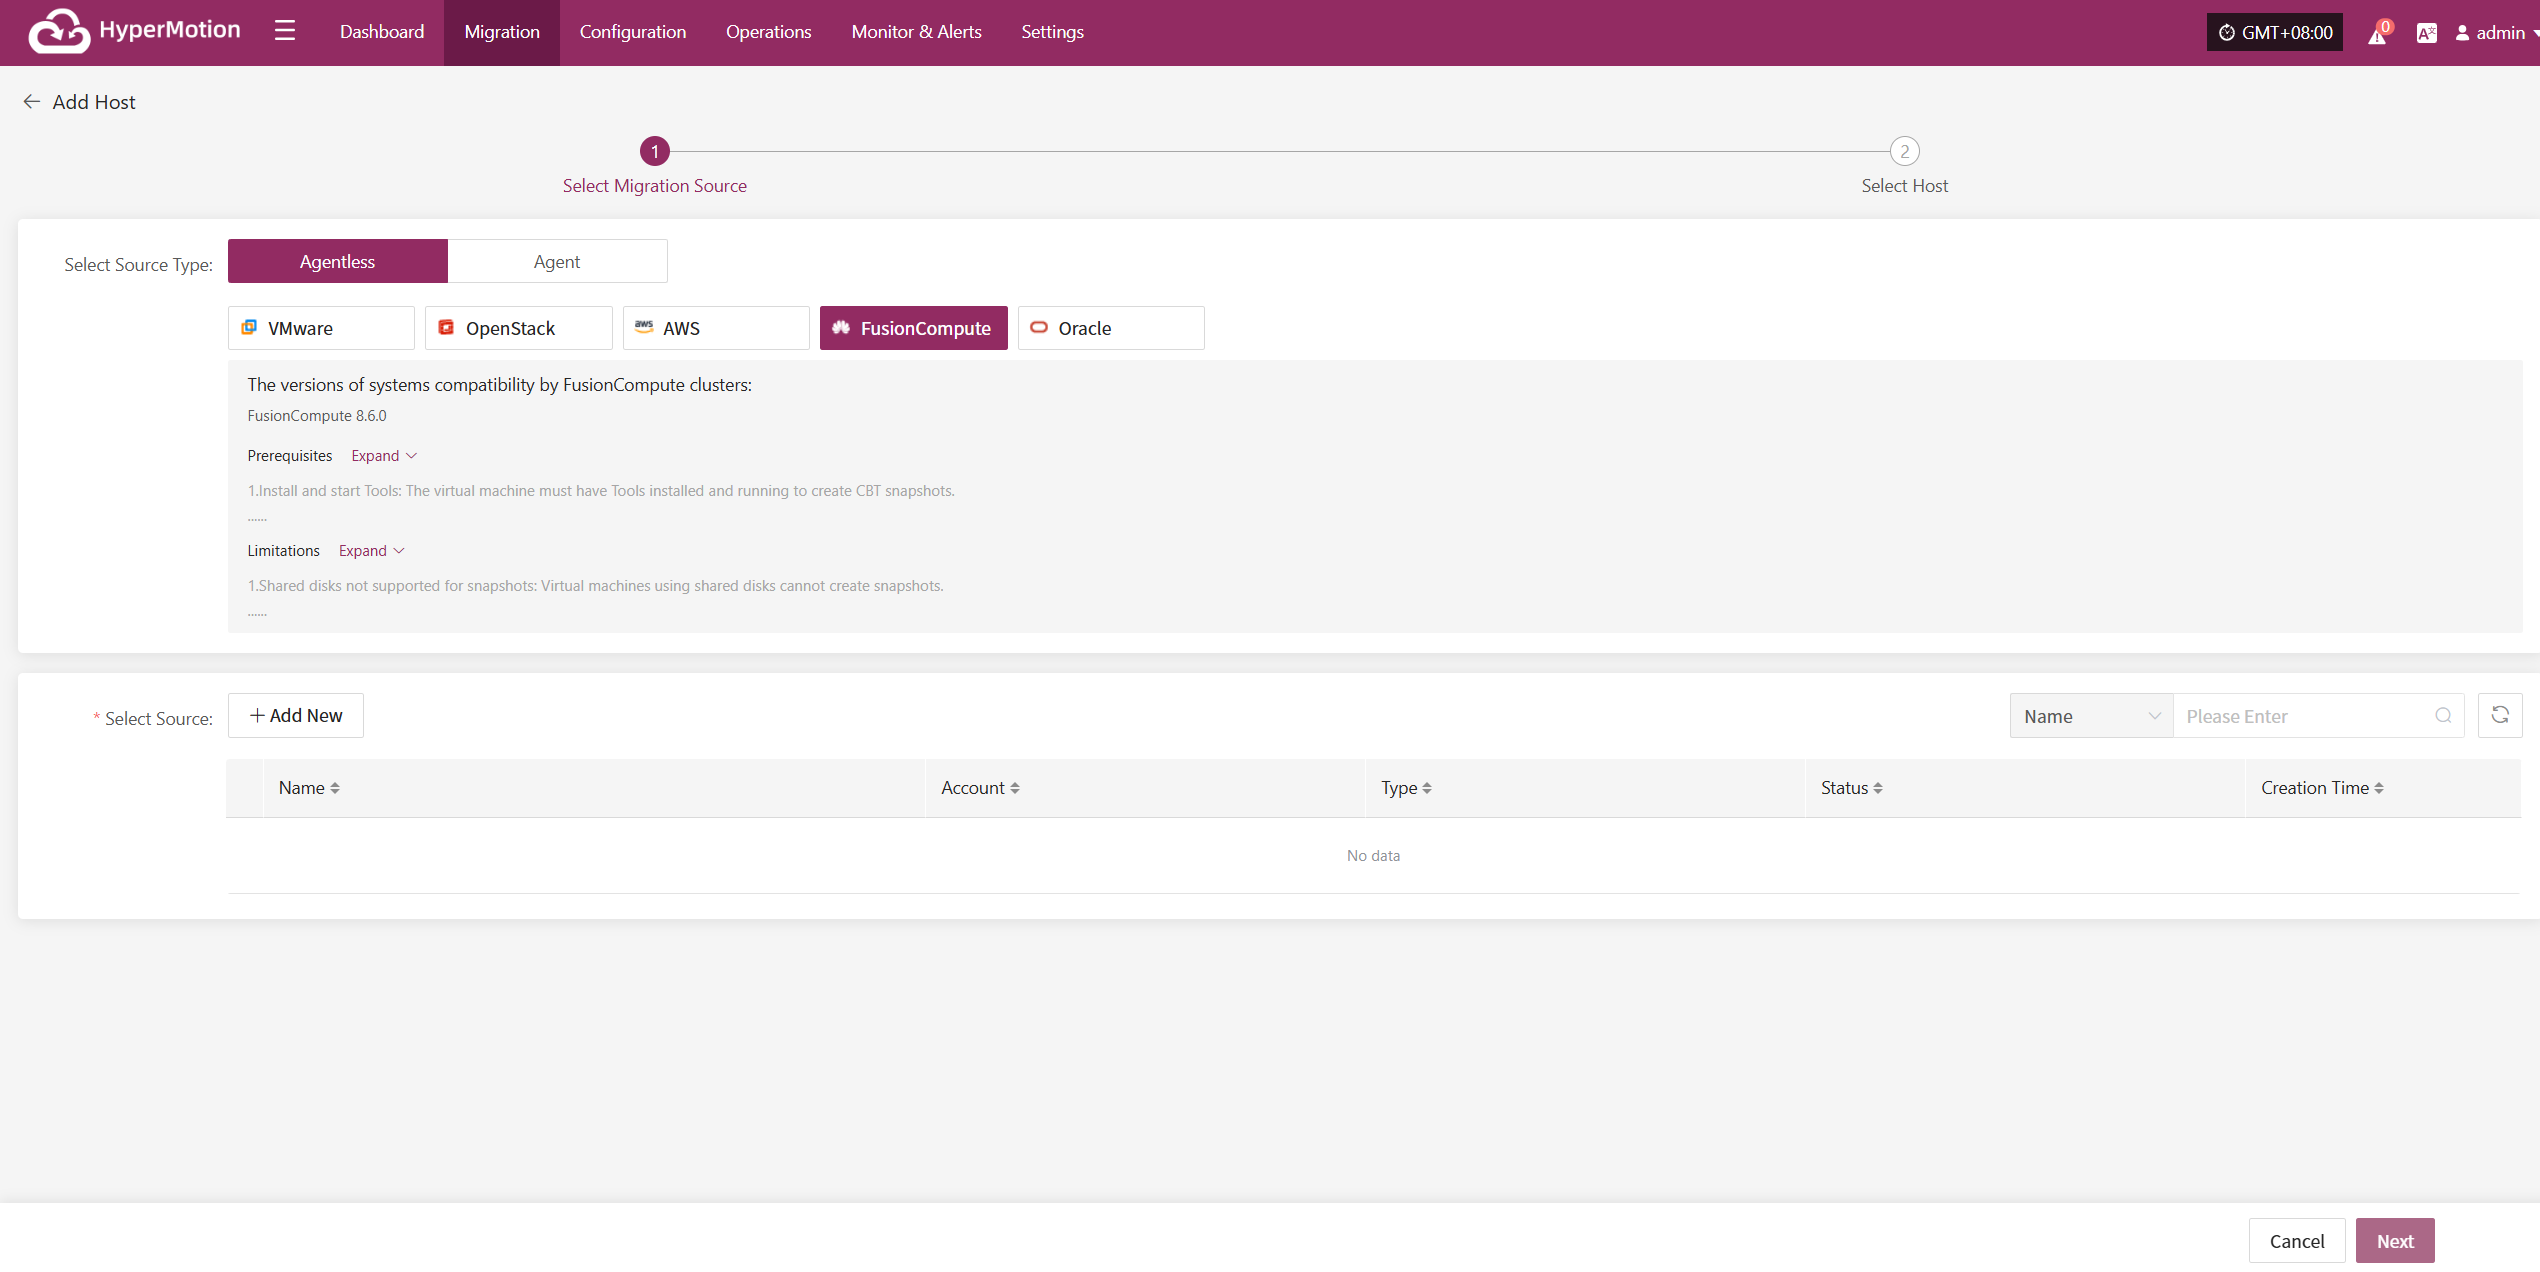 HyperMotion
Dashboard
Migration
Configuration
Operations
Monitor & Alerts
Settings
GMT+08:00
0
admin
Add Host
1
2
Select Migration Source
Select Host
Select Source Type:
Agentless
Agent
VMware
OpenStack
aws AWS
FusionCompute
Oracle
The versions of systems compatibility by FusionCompute clusters:
FusionCompute 8.6.0
Prerequisites Expand
1.Install and start Tools: The virtual machine must have Tools installed and running to create CBT snapshots.
......
Limitations Expand
1.Shared disks not supported for snapshots: Virtual machines using shared disks cannot create snapshots.
......
* Select Source:
+ Add New
Name
Please Enter
Name
Account
Type
Status
Creation Time
No data
Cancel
Next